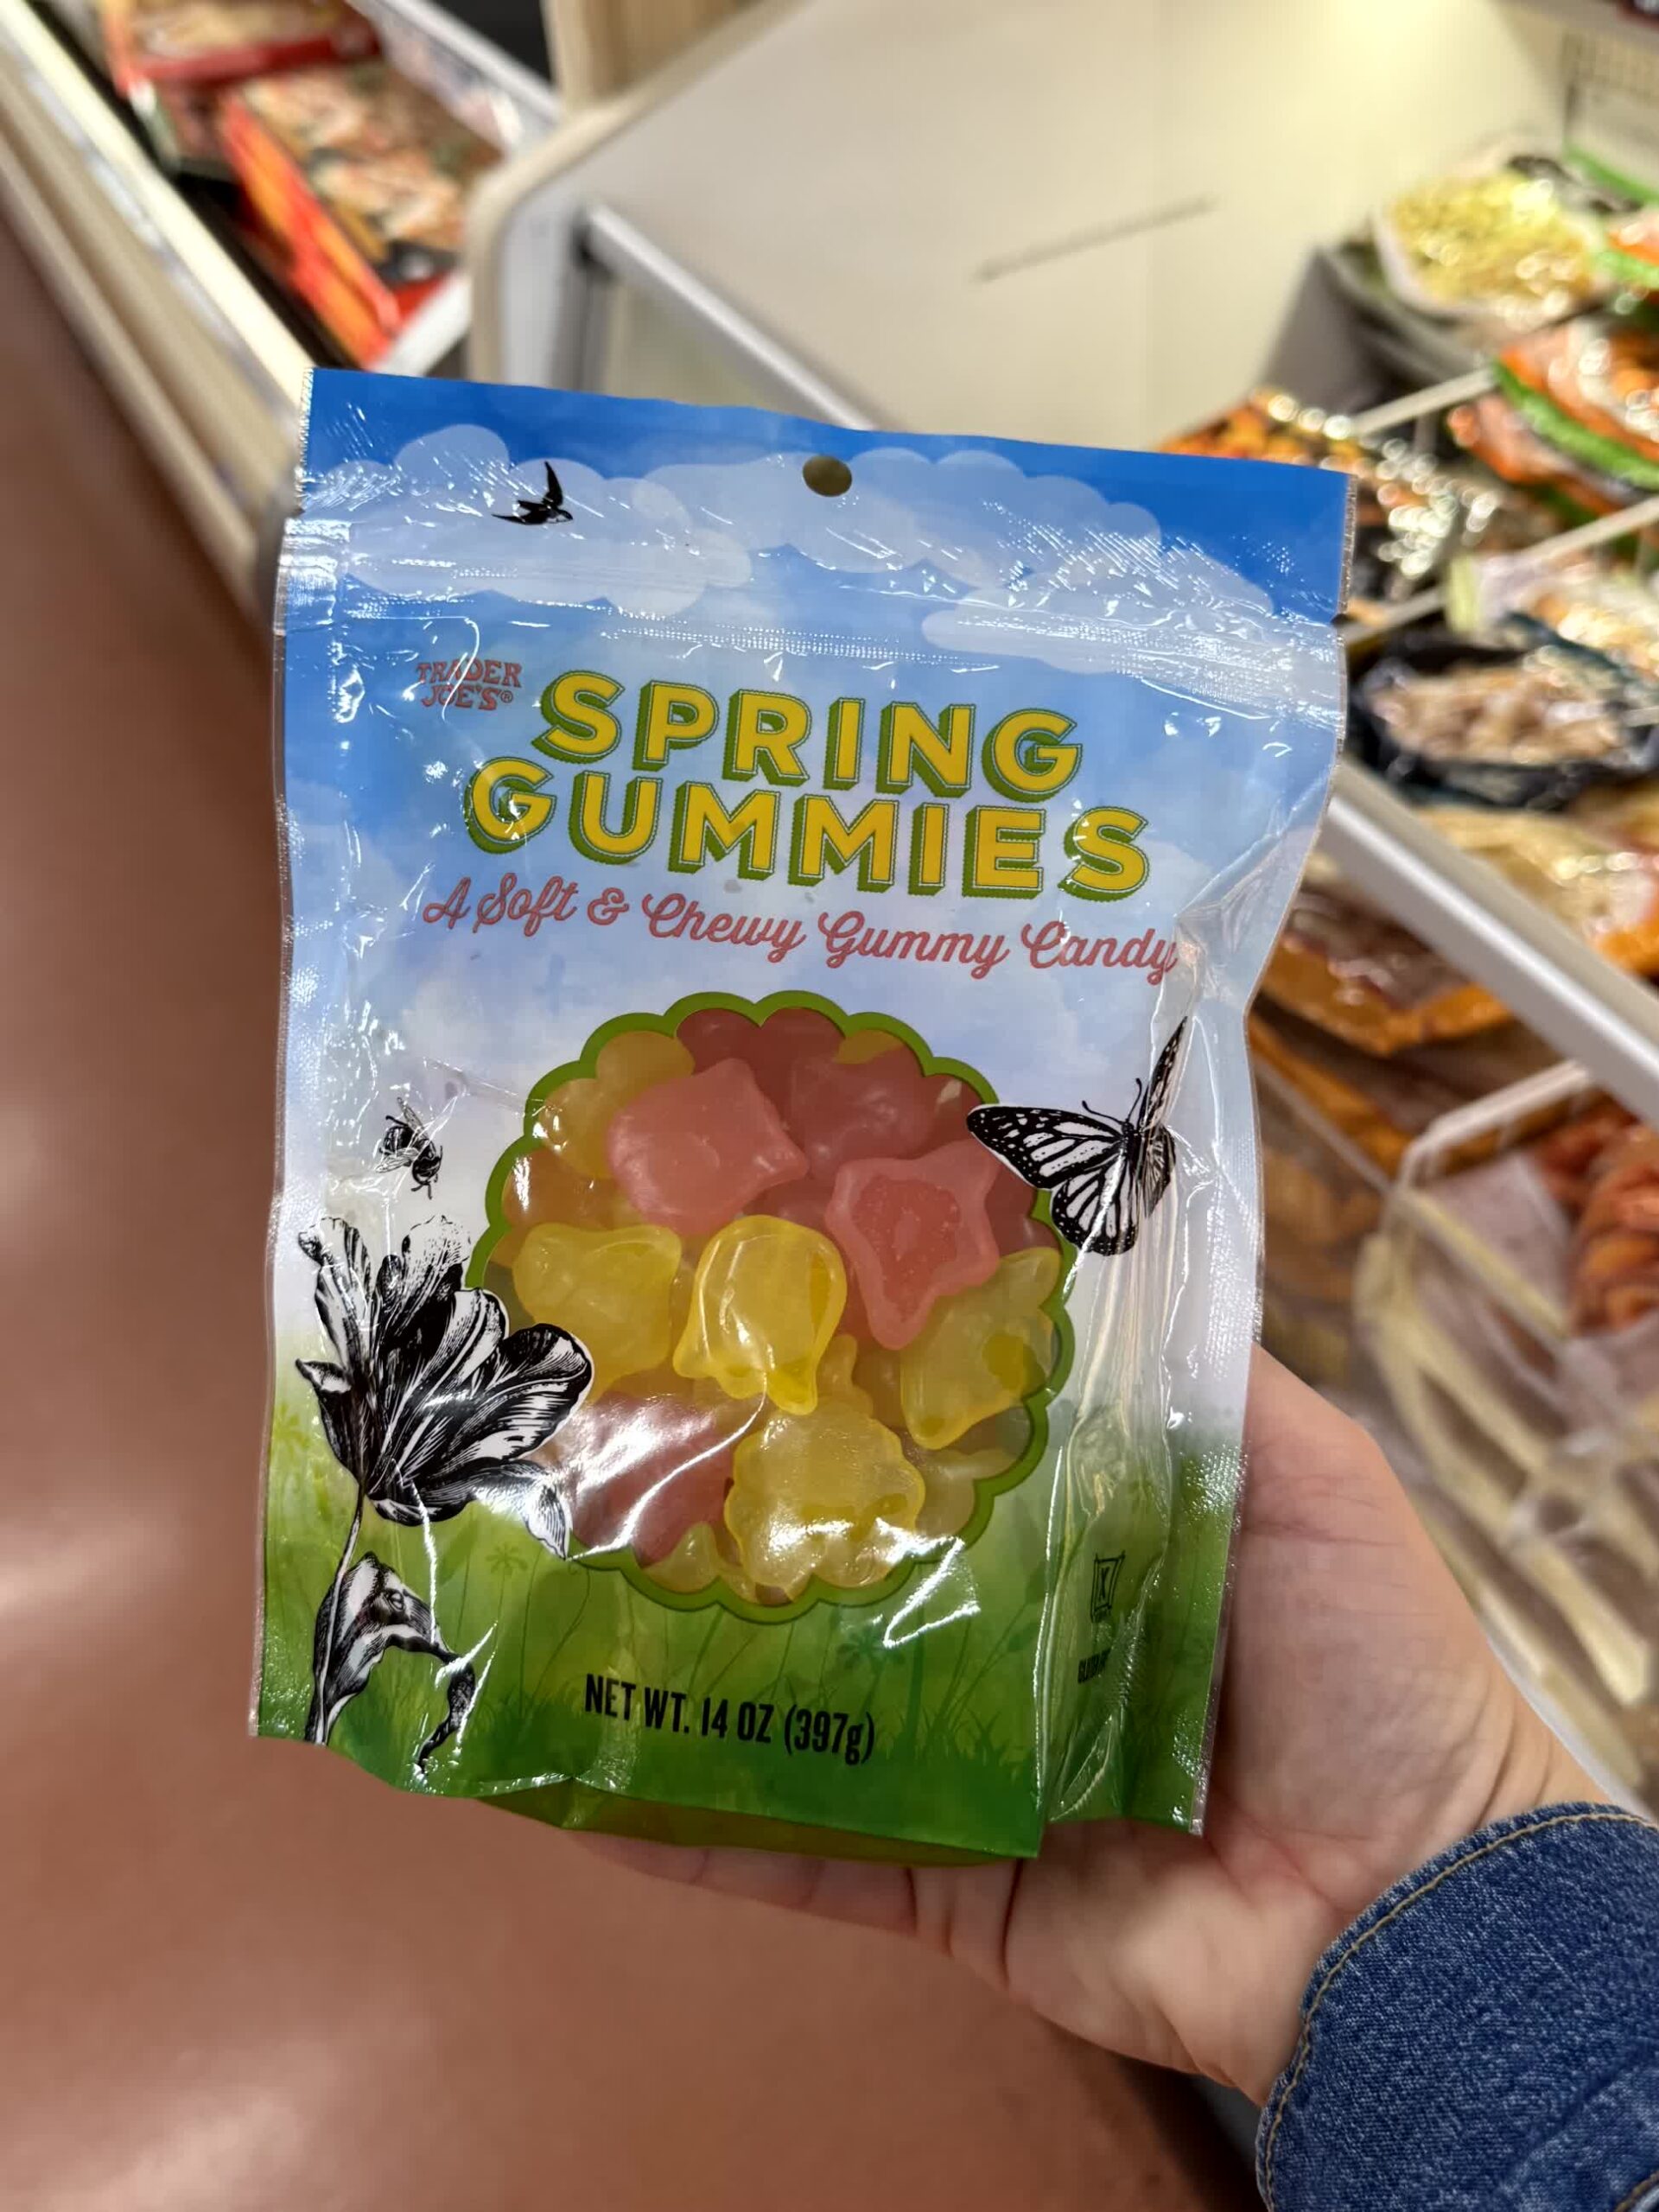 TRADER
JOE'S®
SPRING
GUMMIES
A Soft & Chewy Gummy Candy
K
NET WT. 14 OZ (397g)